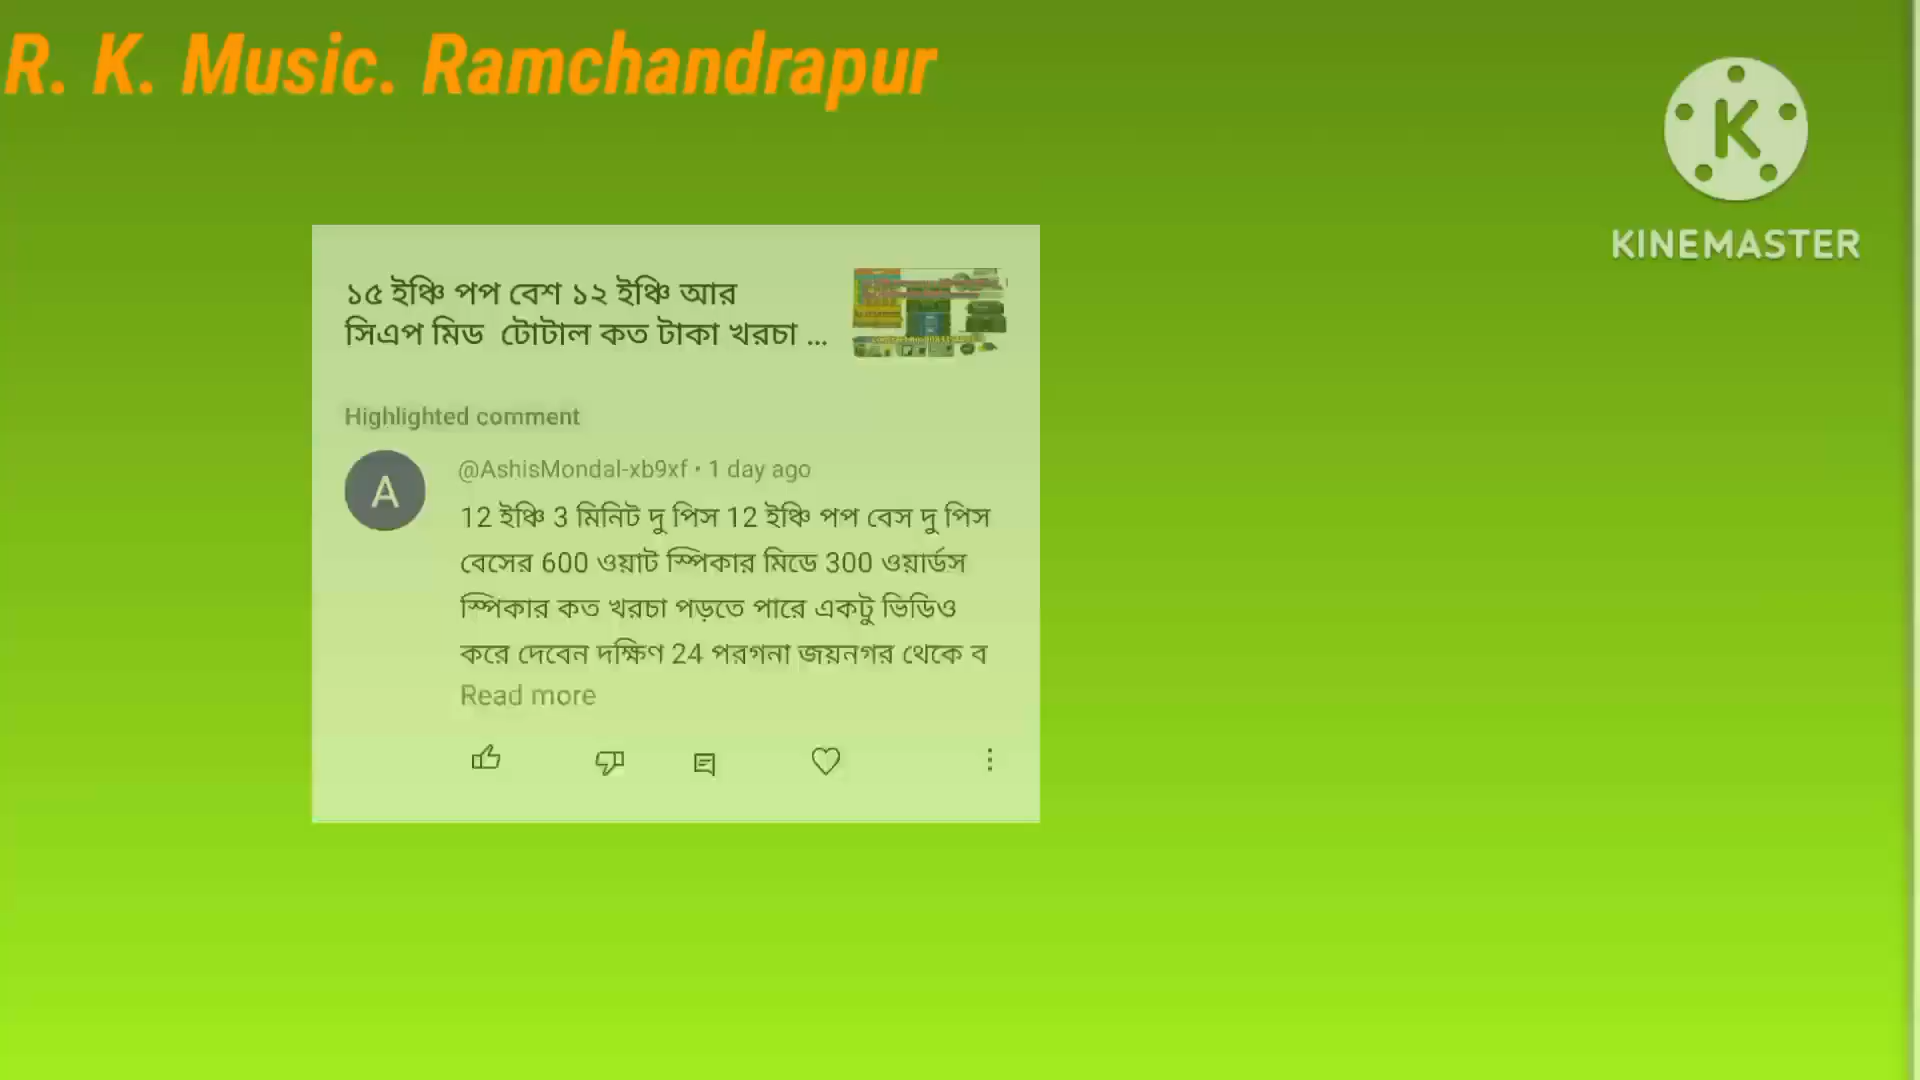 R. K. Music. Ramchandrapur
K
KINEMASTER
১৫ ইঞ্চি পপ বেশ ১২ ইঞ্চি আর
সিএপ মিড টোটাল কত টাকা খরচা ...
Highlighted comment
A
@AshisMondal-xb9xf • 1 day ago
12 ইঞ্চি 3 মিনিট দু পিস 12 ইঞ্চি পপ বেস দু পিস
বেসের 600 ওয়াট স্পিকার মিডে 300 ওয়ার্ডস
স্পিকার কত খরচা পড়তে পারে একটু ভিডিও
করে দেবেন দক্ষিণ 24 পরগনা জয়নগর থেকে ব
Read more